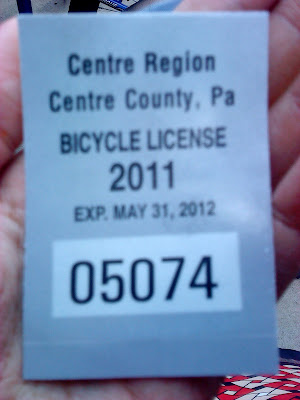 Centre Region
Centre County, Pa
BICYCLE LICENSE
2011
EXP. MAY 31, 2012
05074